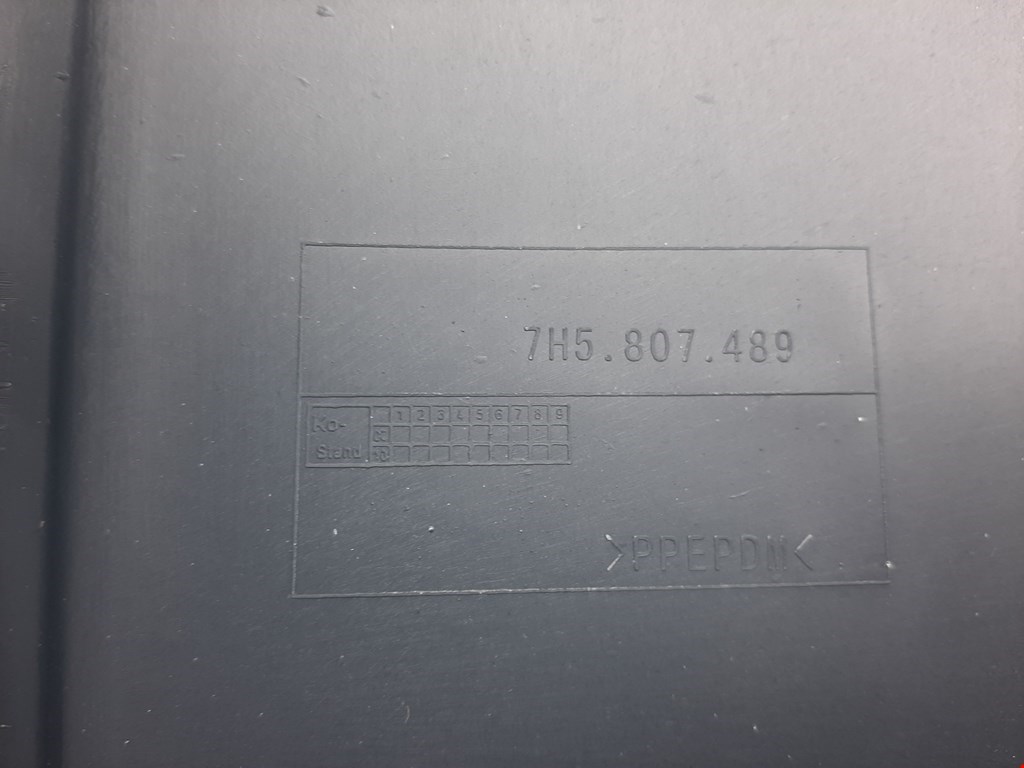 7H5.807.489
Ko- 1 2 3 4 5 6 7 8 9
Stand
>PPEPDM<